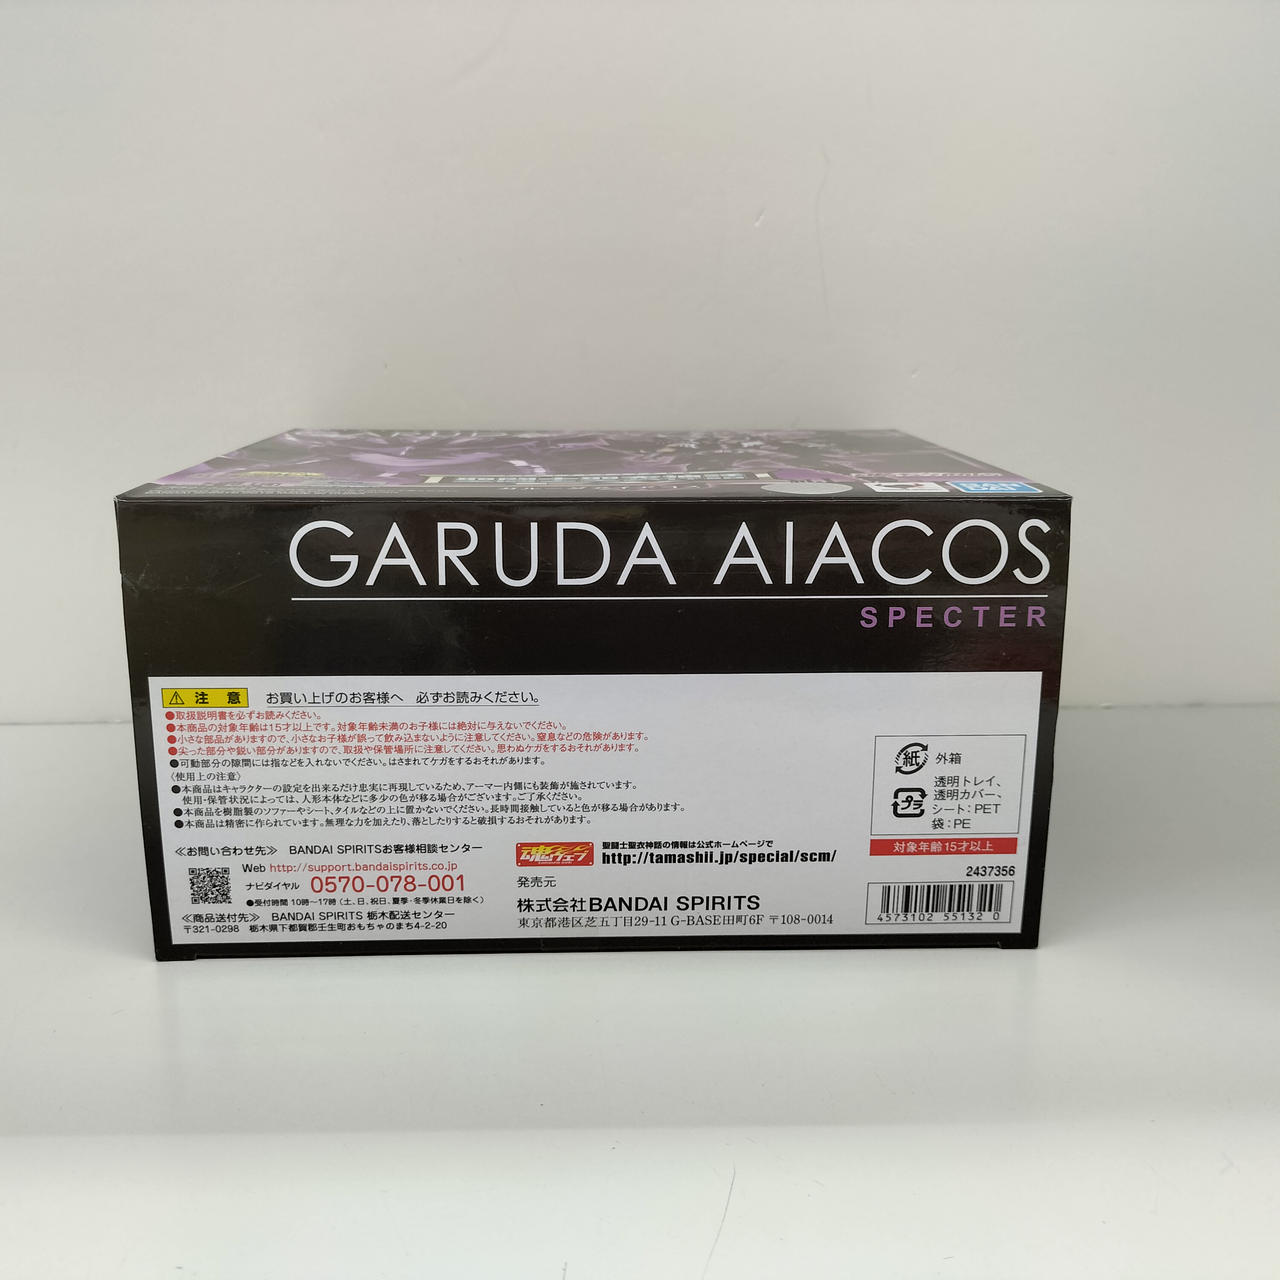 GARUDA AIACOS
SPECTER
注 意 お買い上げのお客様へ 必ずお読みください。
●取扱説明書を必ずお読みください。
●本商品の対象年齢は15才以上です。対象年齢未満のお子様には絶対に与えないでください。
●小さな部品がありますので、小さなお子様が誤って飲み込まないように注意してください。窒息などの危険があります。
●尖った部分や鋭い部分がありますので、取扱や保管場所に注意してください。思わぬケガをするおそれがあります。
●可動部分の隙間には指などを入れないでください。はさまれてケガをするおそれがあります。
〈使用上の注意〉
●本商品はキャラクターの設定を出来るだけ忠実に再現しているため、アーマー内側にも装飾が施されています。
使用・保管状況によっては、人形本体などに多少の色が移る場合がございます。ご了承ください。
●本商品を樹脂製のソファーやシート、タイルなどの上に置かないでください。長時間接触していると色が移る場合があります。
●本商品は精密に作られています。無理な力を加えたり、落としたりすると破損するおそれがあります。
≪お問い合わせ先≫ BANDAI SPIRITSお客様相談センター
Web http://support.bandaispirits.co.jp
ナビダイヤル 0570-078-001
●受付時間 10時〜17時 (土、日、祝日、夏季・冬季休業日を除く)
≪商品送付先≫ BANDAI SPIRITS 栃木配送センター
〒321-0298 栃木県下都賀郡壬生町おもちゃのまち4-2-20
魂ウェブ
聖闘士聖衣神話の情報は公式ホームページで
http://tamashii.jp/special/scm/
発売元
株式会社BANDAI SPIRITS
東京都港区芝五丁目29-11 G-BASE田町6F 〒108-0014
紙 外箱
プラ 透明トレイ、
透明カバー、
シート：PET
袋：PE
対象年齢15才以上
2437356
4573102 55132 0